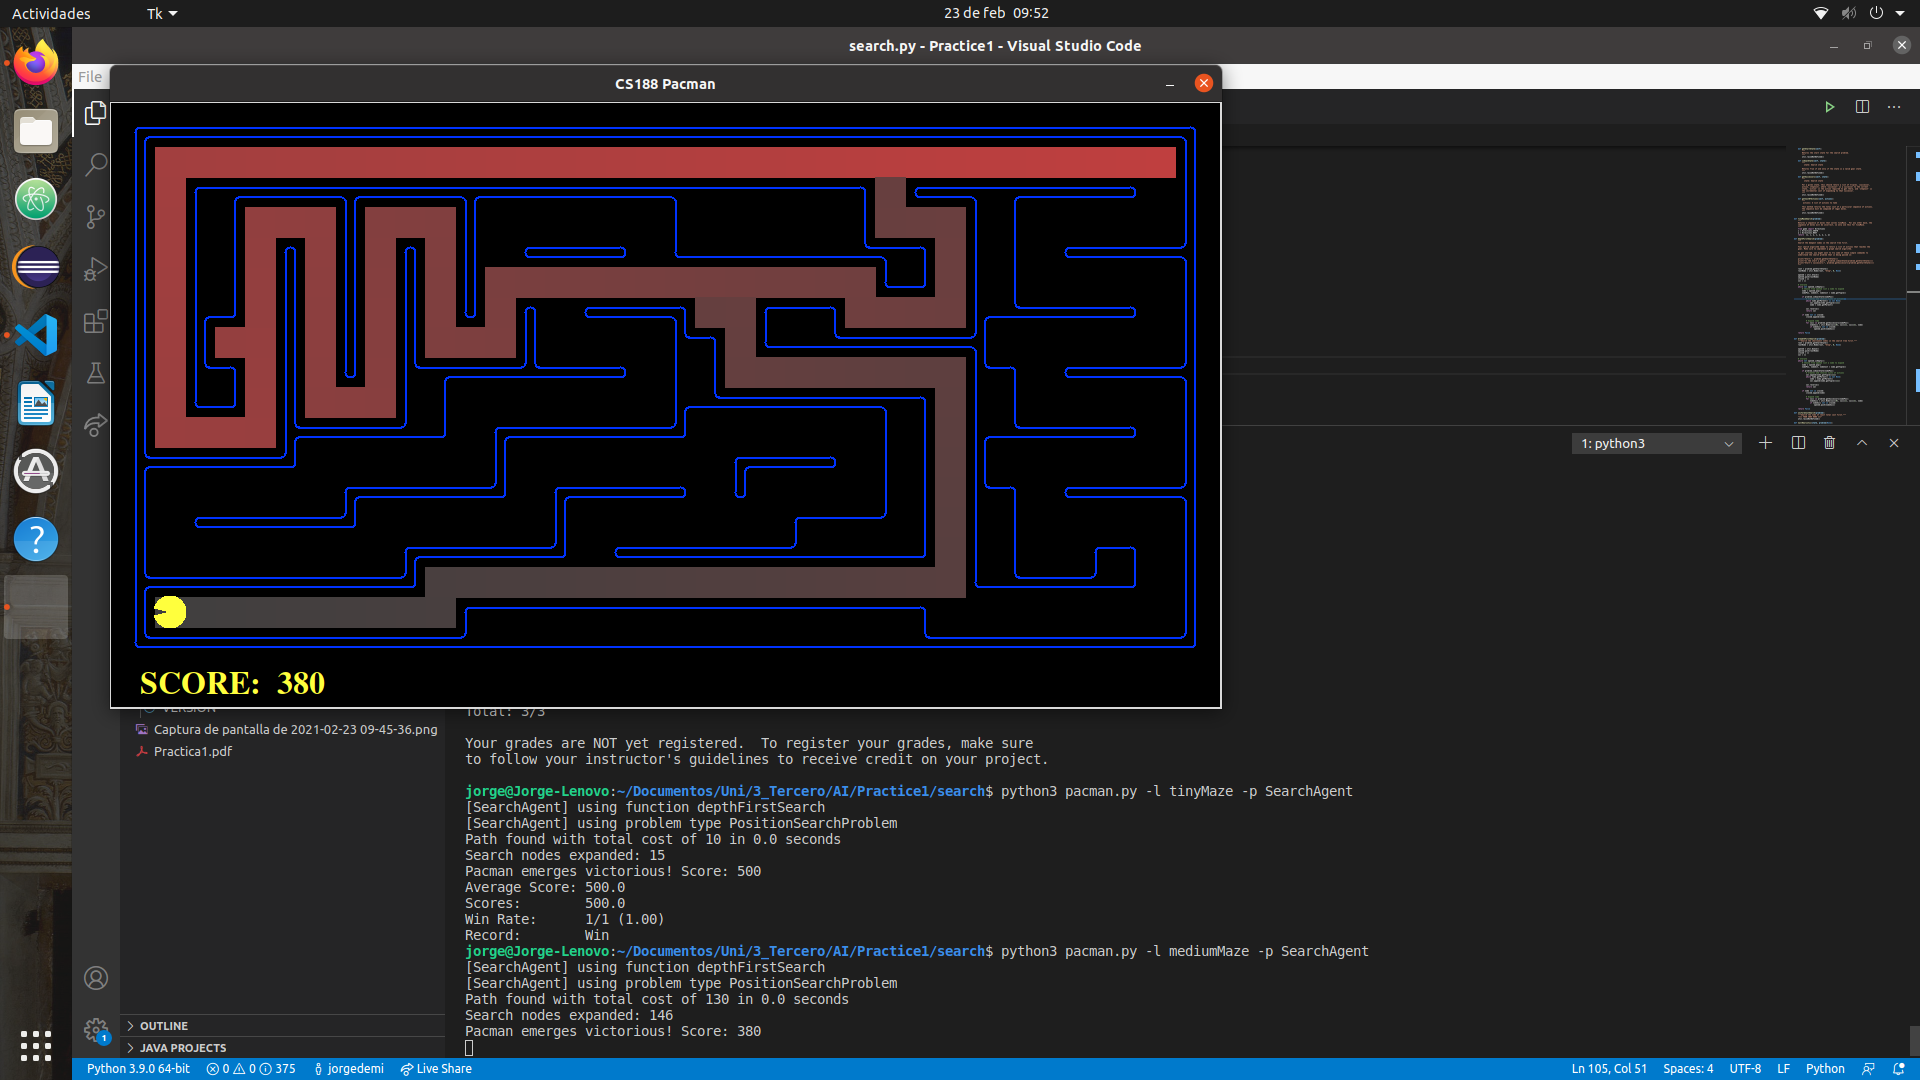 Actividades
Tk
23 de feb 09:52
search.py - Practice1 - Visual Studio Code
File
CS188 Pacman
SCORE: 380
1: python3
VERSION
Captura de pantalla de 2021-02-23 09-45-36.png
Practica1.pdf
Total: 3/3
Your grades are NOT yet registered.  To register your grades, make sure
to follow your instructor's guidelines to receive credit on your project.
jorge@Jorge-Lenovo:~/Documentos/Uni/3_Tercero/AI/Practice1/search$ python3 pacman.py -l tinyMaze -p SearchAgent
[SearchAgent] using function depthFirstSearch
[SearchAgent] using problem type PositionSearchProblem
Path found with total cost of 10 in 0.0 seconds
Search nodes expanded: 15
Pacman emerges victorious! Score: 500
Average Score: 500.0
Scores:        500.0
Win Rate:      1/1 (1.00)
Record:        Win
jorge@Jorge-Lenovo:~/Documentos/Uni/3_Tercero/AI/Practice1/search$ python3 pacman.py -l mediumMaze -p SearchAgent
[SearchAgent] using function depthFirstSearch
[SearchAgent] using problem type PositionSearchProblem
Path found with total cost of 130 in 0.0 seconds
Search nodes expanded: 146
Pacman emerges victorious! Score: 380
OUTLINE
JAVA PROJECTS
1
Python 3.9.0 64-bit
0 0 375
jorgedemi
Live Share
Ln 105, Col 51
Spaces: 4
UTF-8
LF
Python